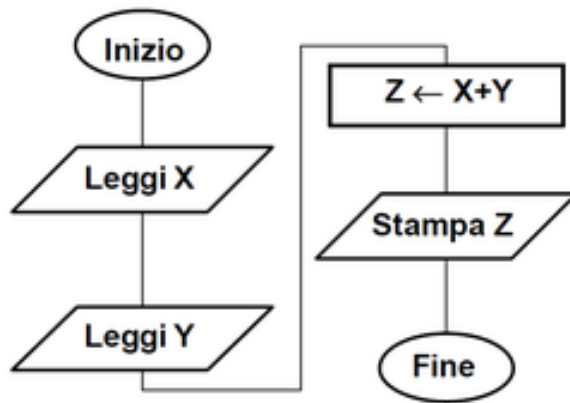 Inizio
Leggi X
Leggi Y
Z ← X+Y
Stampa Z
Fine